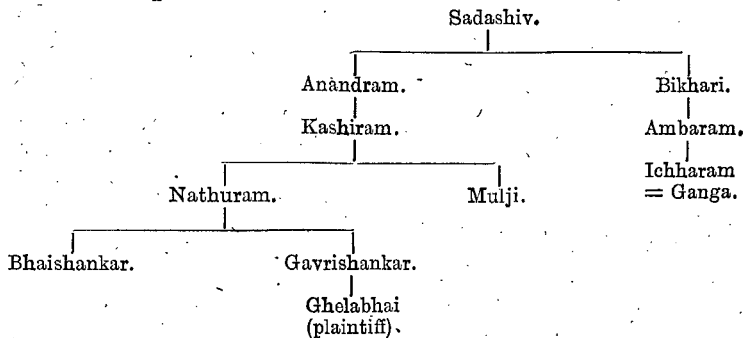 Sadashiv.
Anandram. Bikhari.
Kashiram. Ambaram.
Nathuram. Mulji. Ichharam
= Ganga.
Bhaishankar. Gavrishankar.
Ghelabhai
(plaintiff).